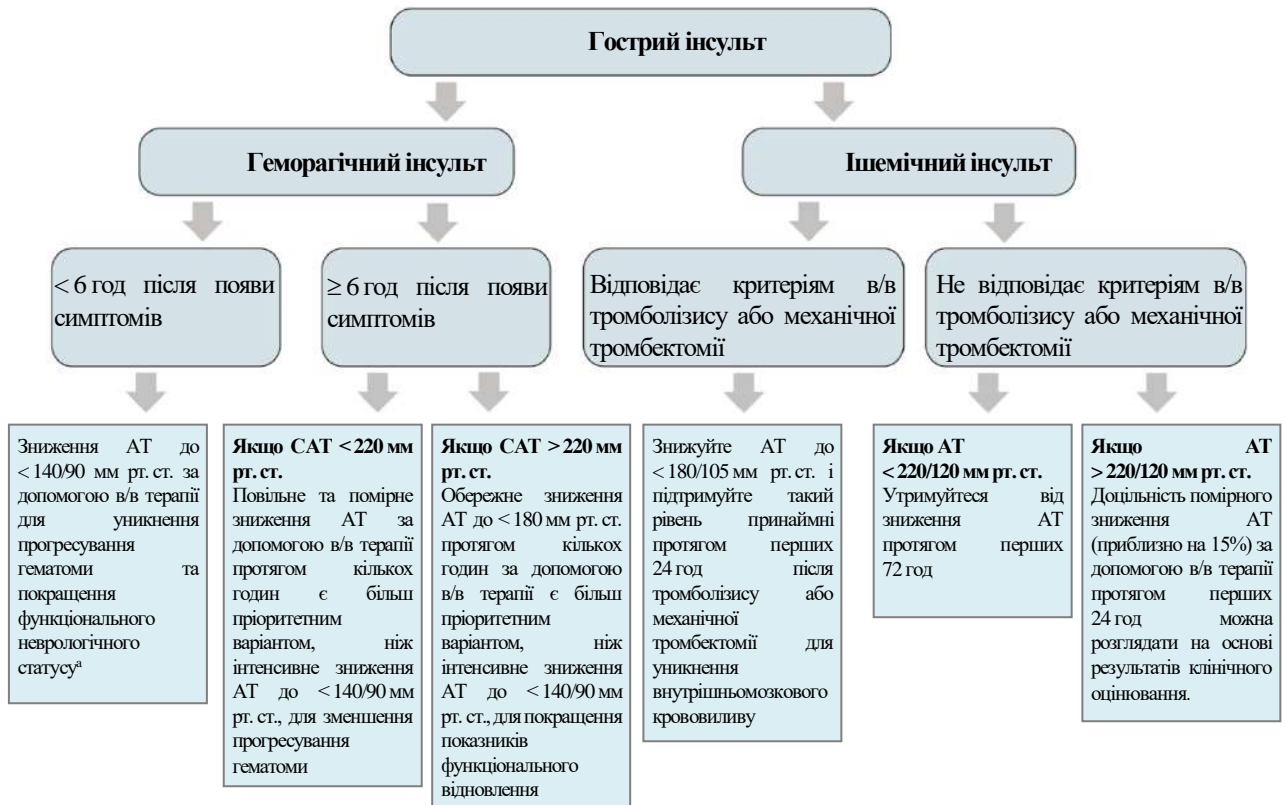 Гострий інсульт
Геморагічний інсульт
Ішемічний інсульт
< 6 год після появи
симптомів
≥ 6 год після появи
симптомів
Відповідає критеріям в/в
тромболізису або механічної
тромбектомії
Не відповідає критеріям в/в
тромболізису або механічної
тромбектомії
Зниження АТ до
< 140/90 мм рт. ст. за
допомогою в/в терапії
для уникнення
прогресування
гематоми та
покращення
функціонального
неврологічного
статусуᵃ
Якщо САТ < 220 мм
рт. ст.
Повільне та помірне
зниження АТ за
допомогою в/в терапії
протягом кількох
годин є більш
пріоритетним
варіантом, ніж
інтенсивне зниження
АТ до < 140/90 мм
рт. ст., для зменшення
прогресування
гематоми
Якщо САТ > 220 мм
рт. ст.
Обережне зниження
АТ до < 180 мм рт. ст.
протягом кількох
годин за допомогою
в/в терапії є більш
пріоритетним
варіантом, ніж
інтенсивне зниження
АТ до < 140/90 мм
рт. ст., для покращення
показників
функціонального
відновлення
Знижуйте АТ до
< 180/105 мм рт. ст. і
підтримуйте такий
рівень принаймні
протягом перших
24 год після
тромболізису або
механічної
тромбектомії для
уникнення
внутрішньомозкового
крововиливу
Якщо АТ
< 220/120 мм рт. ст.
Утримуйтеся від
зниження АТ
протягом перших
72 год
Якщо АТ
> 220/120 мм рт. ст.
Доцільність помірного
зниження АТ
(приблизно на 15%) за
допомогою в/в терапії
протягом перших
24 год можна
розглядати на основі
результатів клінічного
оцінювання.